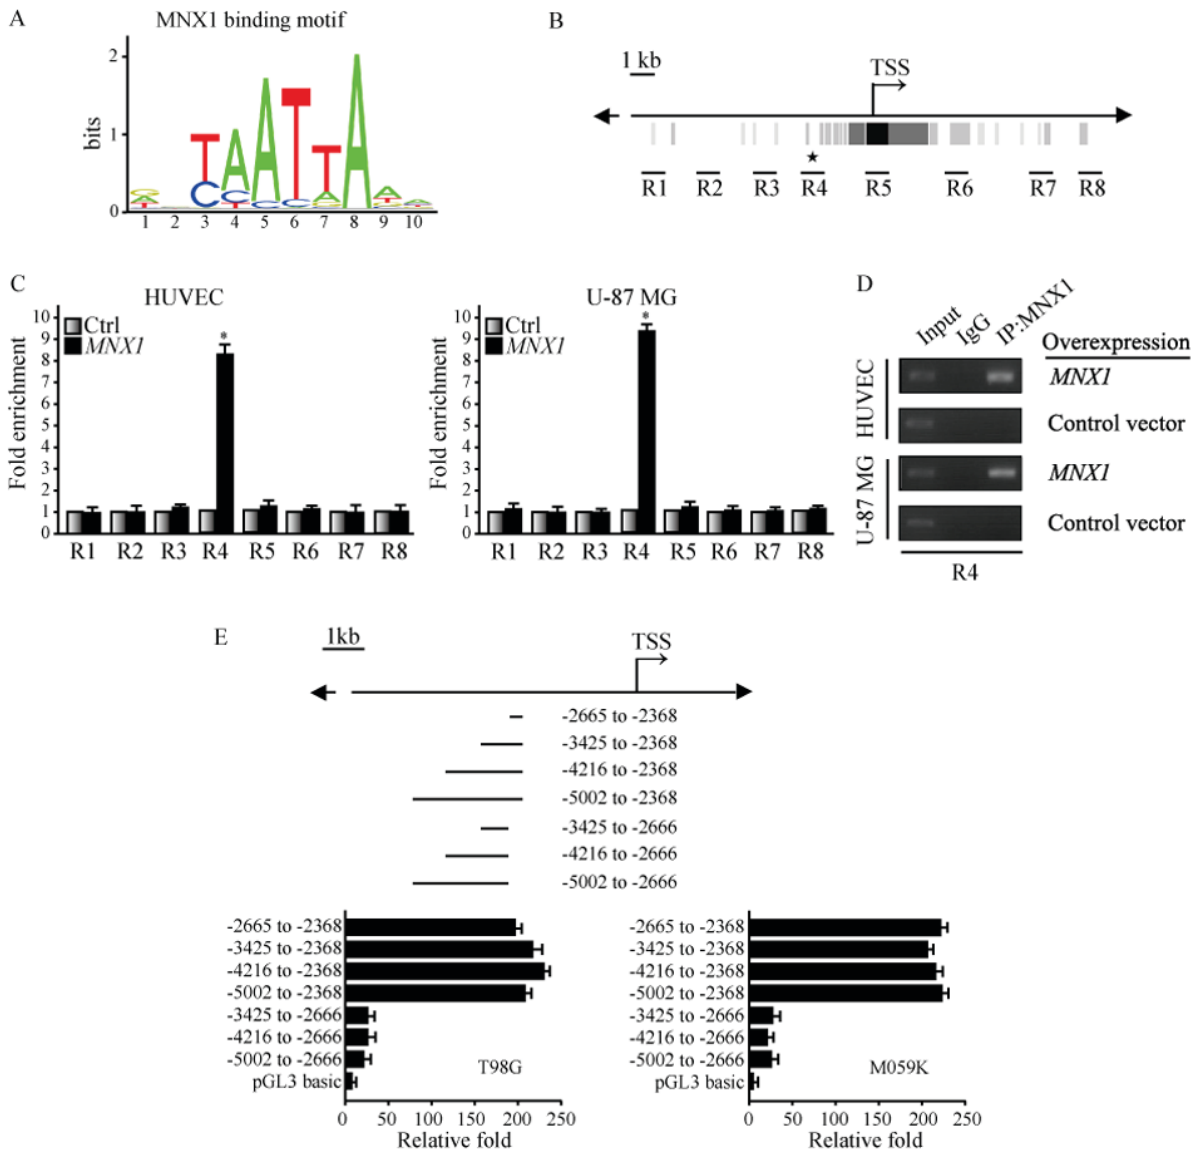 A
MNX1 binding motif
bits
2
1
0
1 2 3 4 5 6 7 8 9 10
B
1 kb
TSS
R1 R2 R3 R4 R5 R6 R7 R8
C
HUVEC
Ctrl
MNX1
Fold enrichment
10
9
8
7
6
5
4
3
2
1
0
*
R1 R2 R3 R4 R5 R6 R7 R8
U-87 MG
Ctrl
MNX1
Fold enrichment
10
9
8
7
6
5
4
3
2
1
0
*
R1 R2 R3 R4 R5 R6 R7 R8
D
Input IgG IP:MNX1
Overexpression
HUVEC
MNX1
Control vector
U-87 MG
MNX1
Control vector
R4
E
1kb
TSS
-2665 to -2368
-3425 to -2368
-4216 to -2368
-5002 to -2368
-3425 to -2666
-4216 to -2666
-5002 to -2666
-2665 to -2368
-3425 to -2368
-4216 to -2368
-5002 to -2368
-3425 to -2666
-4216 to -2666
-5002 to -2666
pGL3 basic
T98G
0 50 100 150 200 250
Relative fold
-2665 to -2368
-3425 to -2368
-4216 to -2368
-5002 to -2368
-3425 to -2666
-4216 to -2666
-5002 to -2666
pGL3 basic
M059K
0 50 100 150 200 250
Relative fold